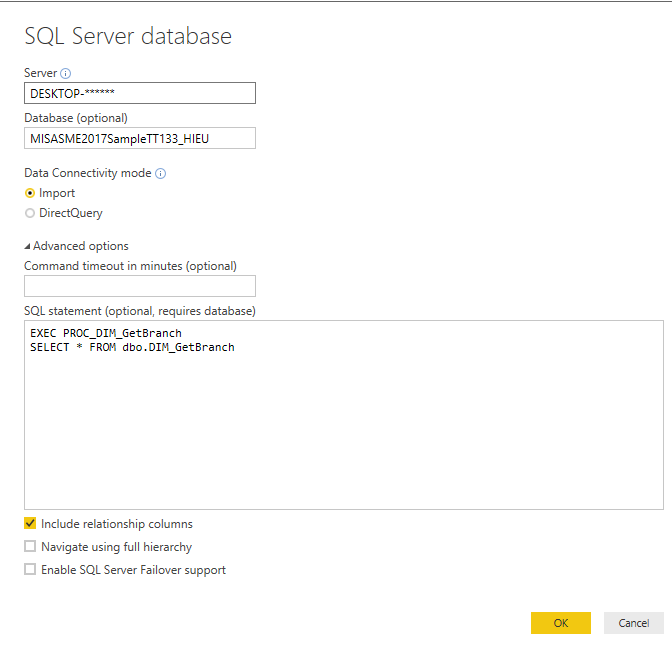 SQL Server database
Server
DESKTOP-******
Database (optional)
MISASME2017SampleTT133_HIEU
Data Connectivity mode
Import
DirectQuery
Advanced options
Command timeout in minutes (optional)
SQL statement (optional, requires database)
EXEC PROC_DIM_GetBranch
SELECT * FROM dbo.DIM_GetBranch
Include relationship columns
Navigate using full hierarchy
Enable SQL Server Failover support
OK
Cancel